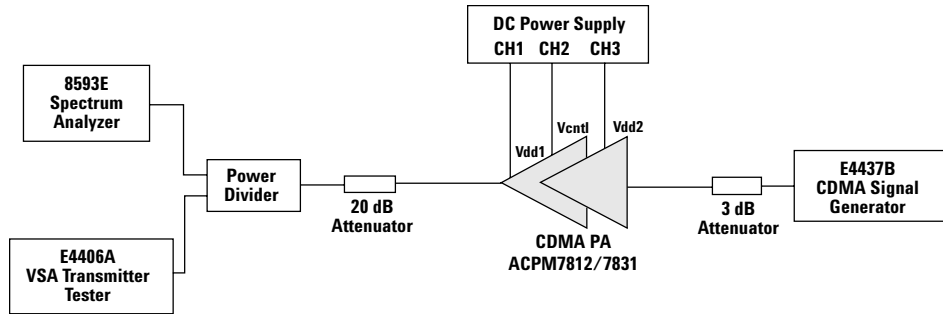 DC Power Supply
CH1 CH2 CH3
8593E
Spectrum
Analyzer
Vdd1
Vcntl
Vdd2
Power
Divider
20 dB
Attenuator
3 dB
Attenuator
E4437B
CDMA Signal
Generator
CDMA PA
ACPM7812/7831
E4406A
VSA Transmitter
Tester